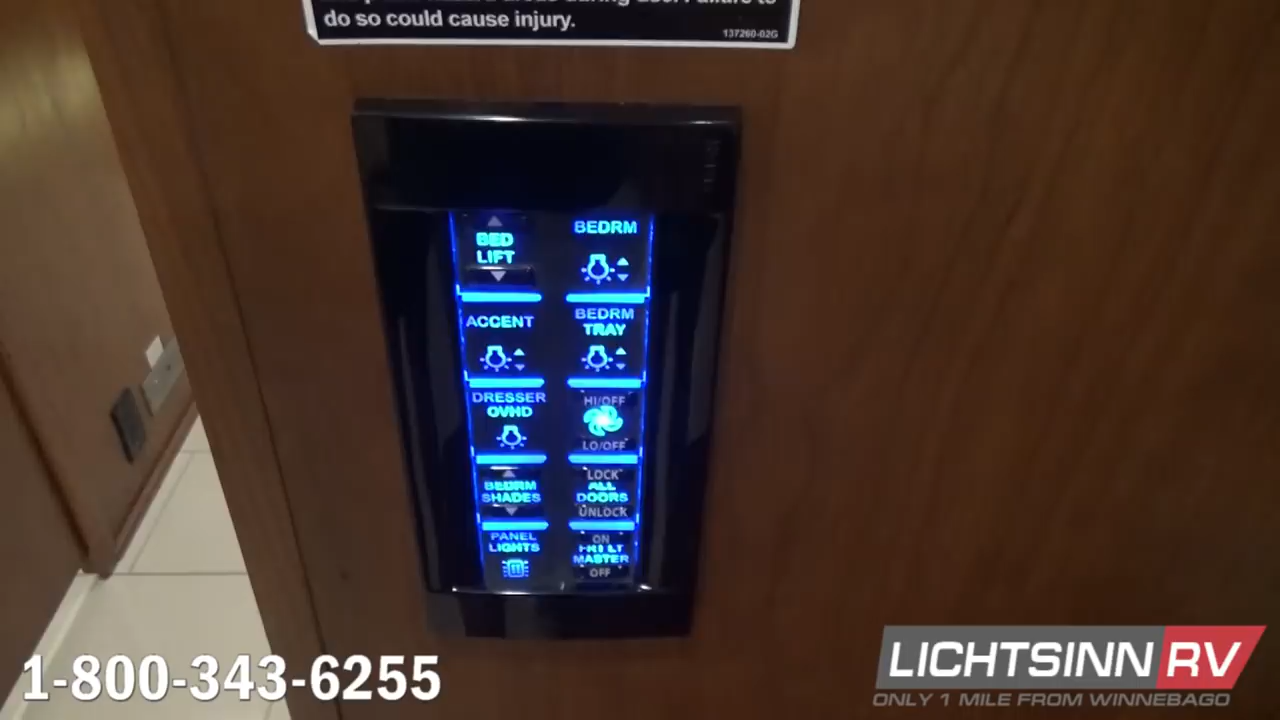 do so could cause injury.
137260-02G
BED
LIFT
BEDRM
ACCENT
BEDRM
TRAY
DRESSER
OVHD
HI/OFF
LO/OFF
BEDRM
SHADES
LOCK
ALL
DOORS
UNLOCK
PANEL
LIGHTS
ON
MASTER
OFF
1-800-343-6255
LICHTSINN RV
ONLY 1 MILE FROM WINNEBAGO